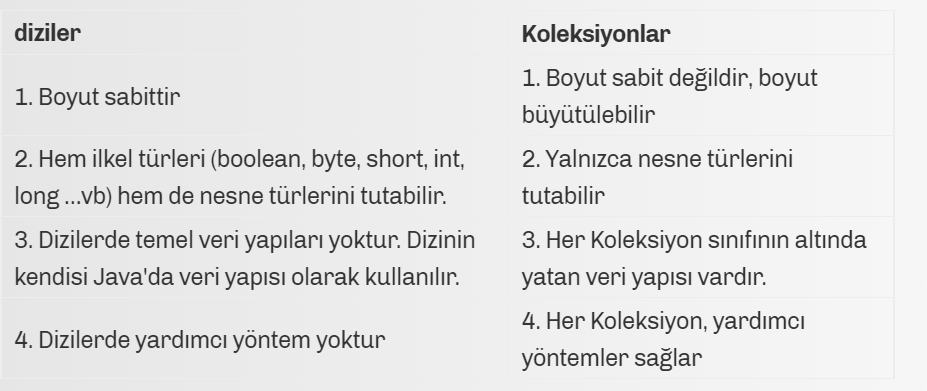 diziler
Koleksiyonlar
1. Boyut sabittir
1. Boyut sabit değildir, boyut
büyütülebilir
2. Hem ilkel türleri (boolean, byte, short, int,
long ...vb) hem de nesne türlerini tutabilir.
2. Yalnızca nesne türlerini
tutabilir
3. Dizilerde temel veri yapıları yoktur. Dizinin
kendisi Java'da veri yapısı olarak kullanılır.
3. Her Koleksiyon sınıfının altında
yatan veri yapısı vardır.
4. Dizilerde yardımcı yöntem yoktur
4. Her Koleksiyon, yardımcı
yöntemler sağlar